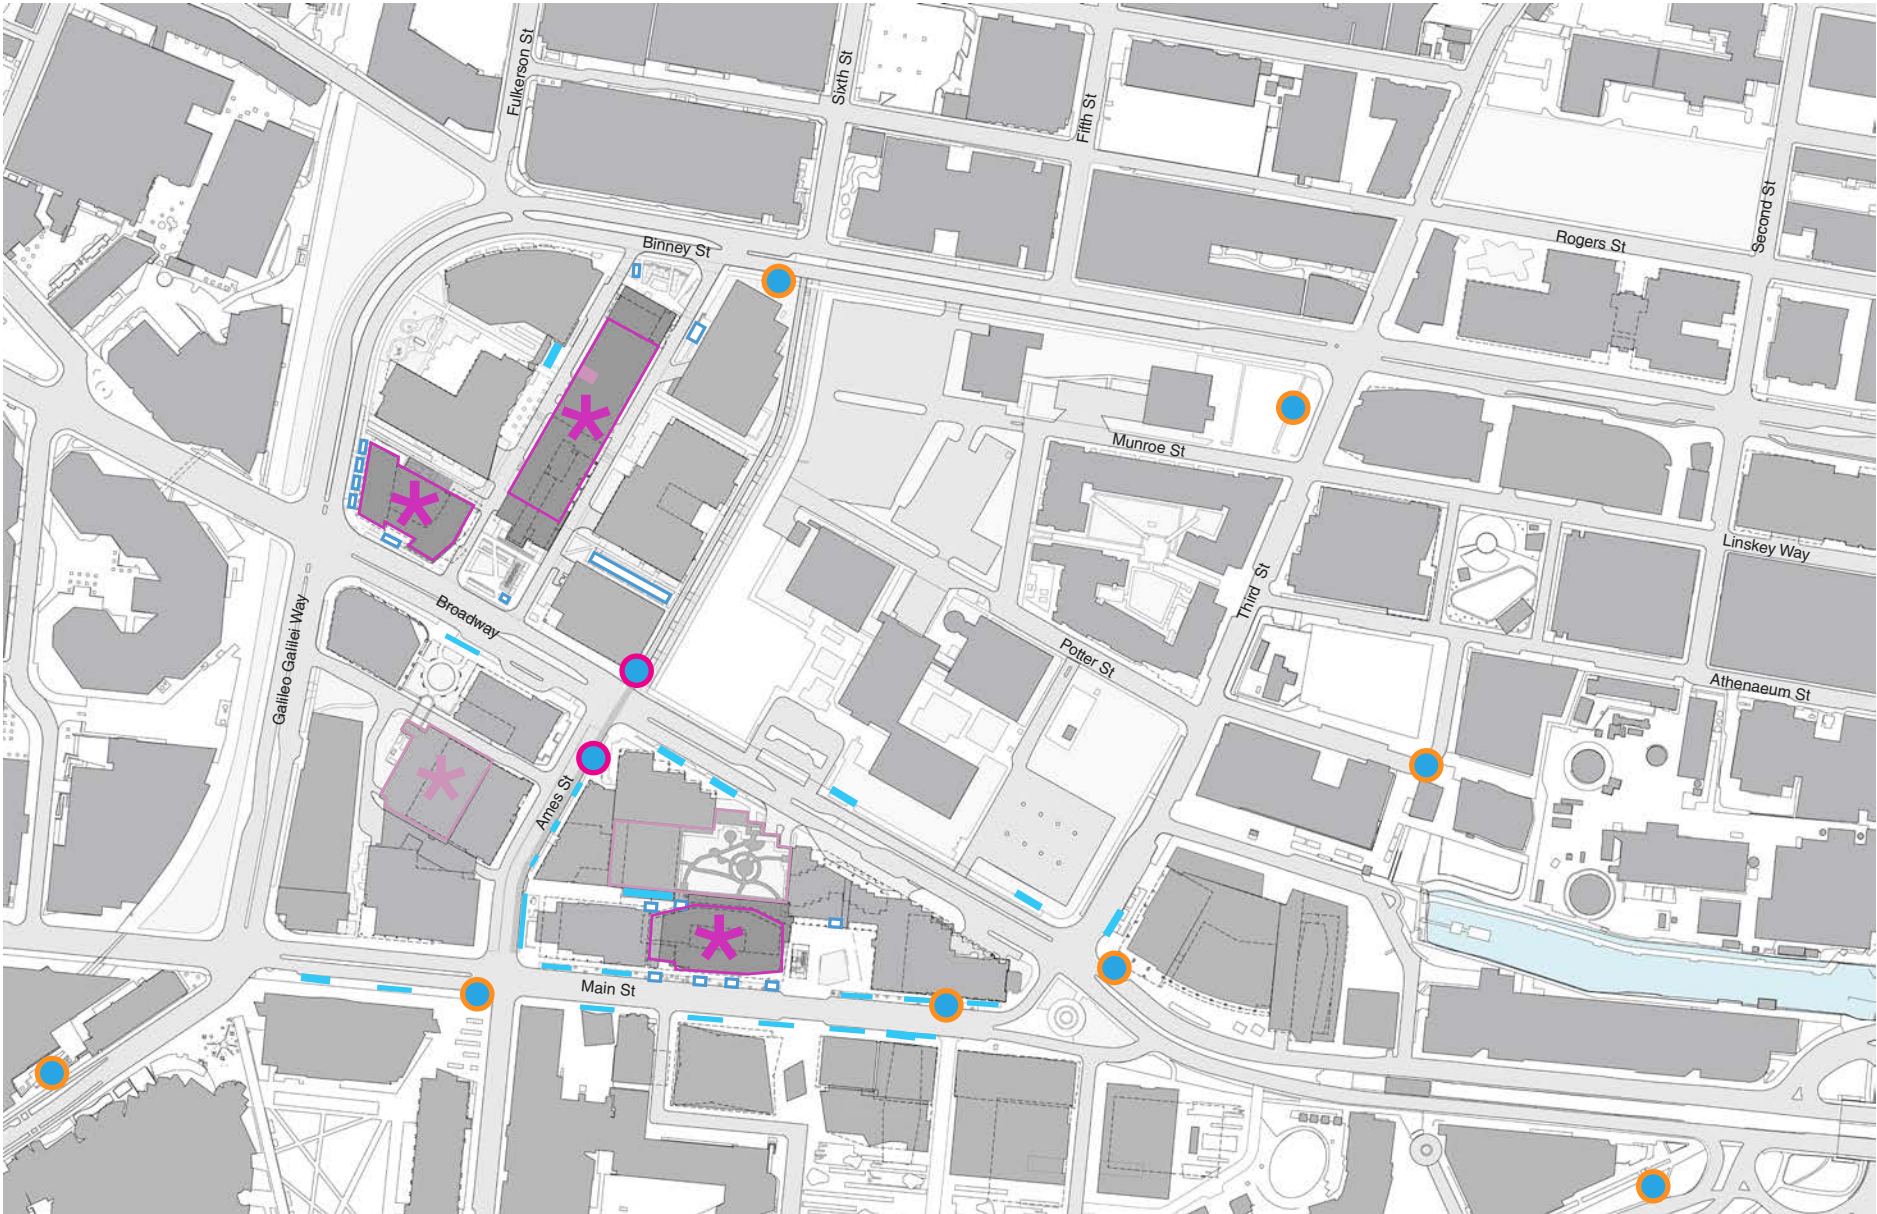 Fulkerson St
Sixth St
Fifth St
Second St
Binney St
Rogers St
Munroe St
Linskey Way
Third St
Broadway
Galileo Galilei Way
Potter St
Athenaeum St
Ames St
Main St